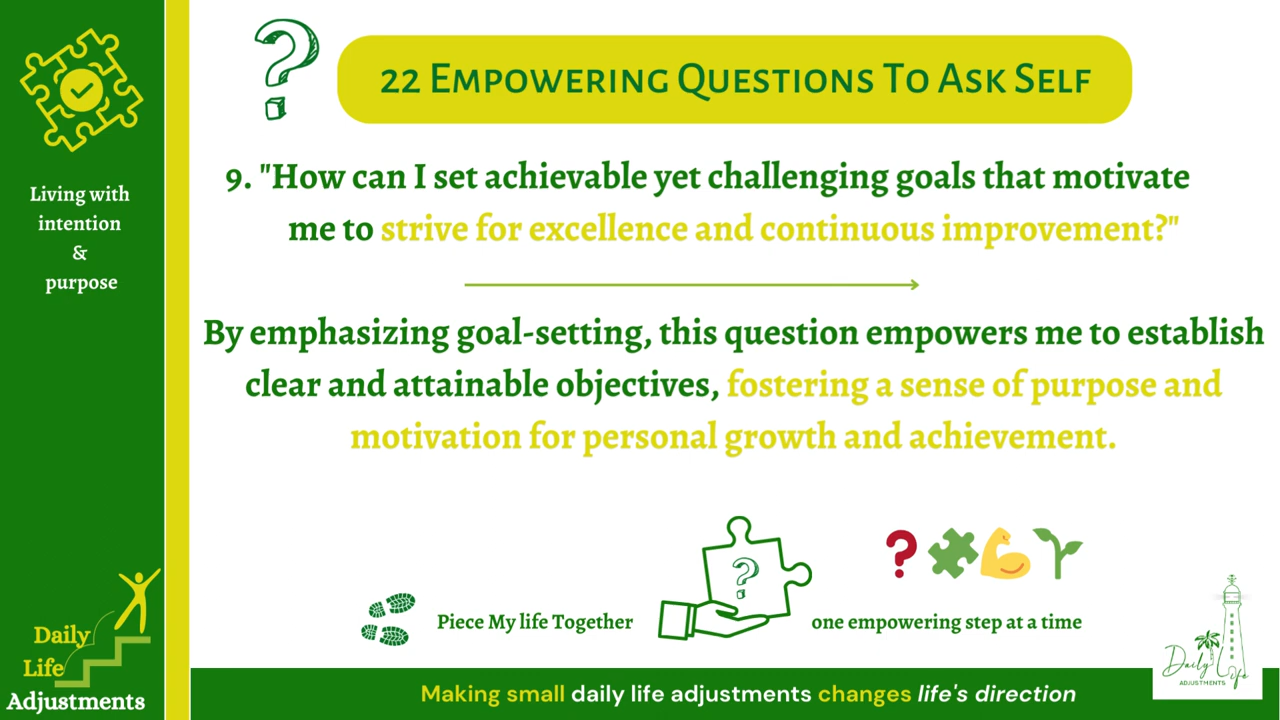 22 Empowering Questions To Ask Self
9. "How can I set achievable yet challenging goals that motivate
me to strive for excellence and continuous improvement?"
By emphasizing goal-setting, this question empowers me to establish
clear and attainable objectives, fostering a sense of purpose and
motivation for personal growth and achievement.
Living with
intention
&
purpose
Piece My life Together
one empowering step at a time
Daily
Life
Adjustments
Making small daily life adjustments changes life's direction
Daily Life
ADJUSTMENTS